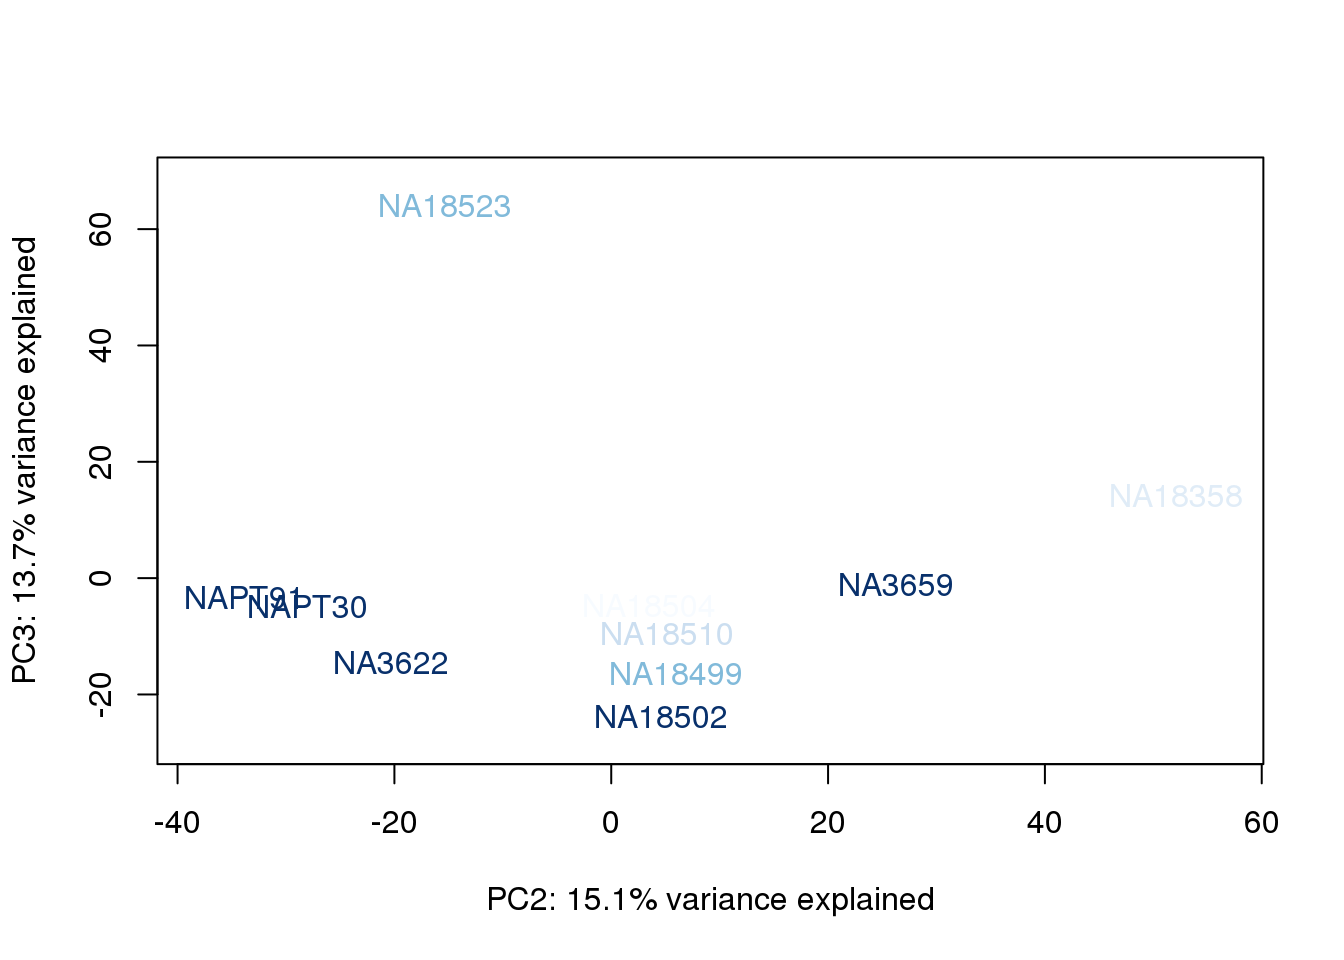 NA18523
NA18358
NAPT91
NAPT30
NA3659
NA18504
NA18510
NA3622
NA18499
NA18502
60
40
20
0
-20
PC3: 13.7% variance explained
-40 -20 0 20 40 60
PC2: 15.1% variance explained